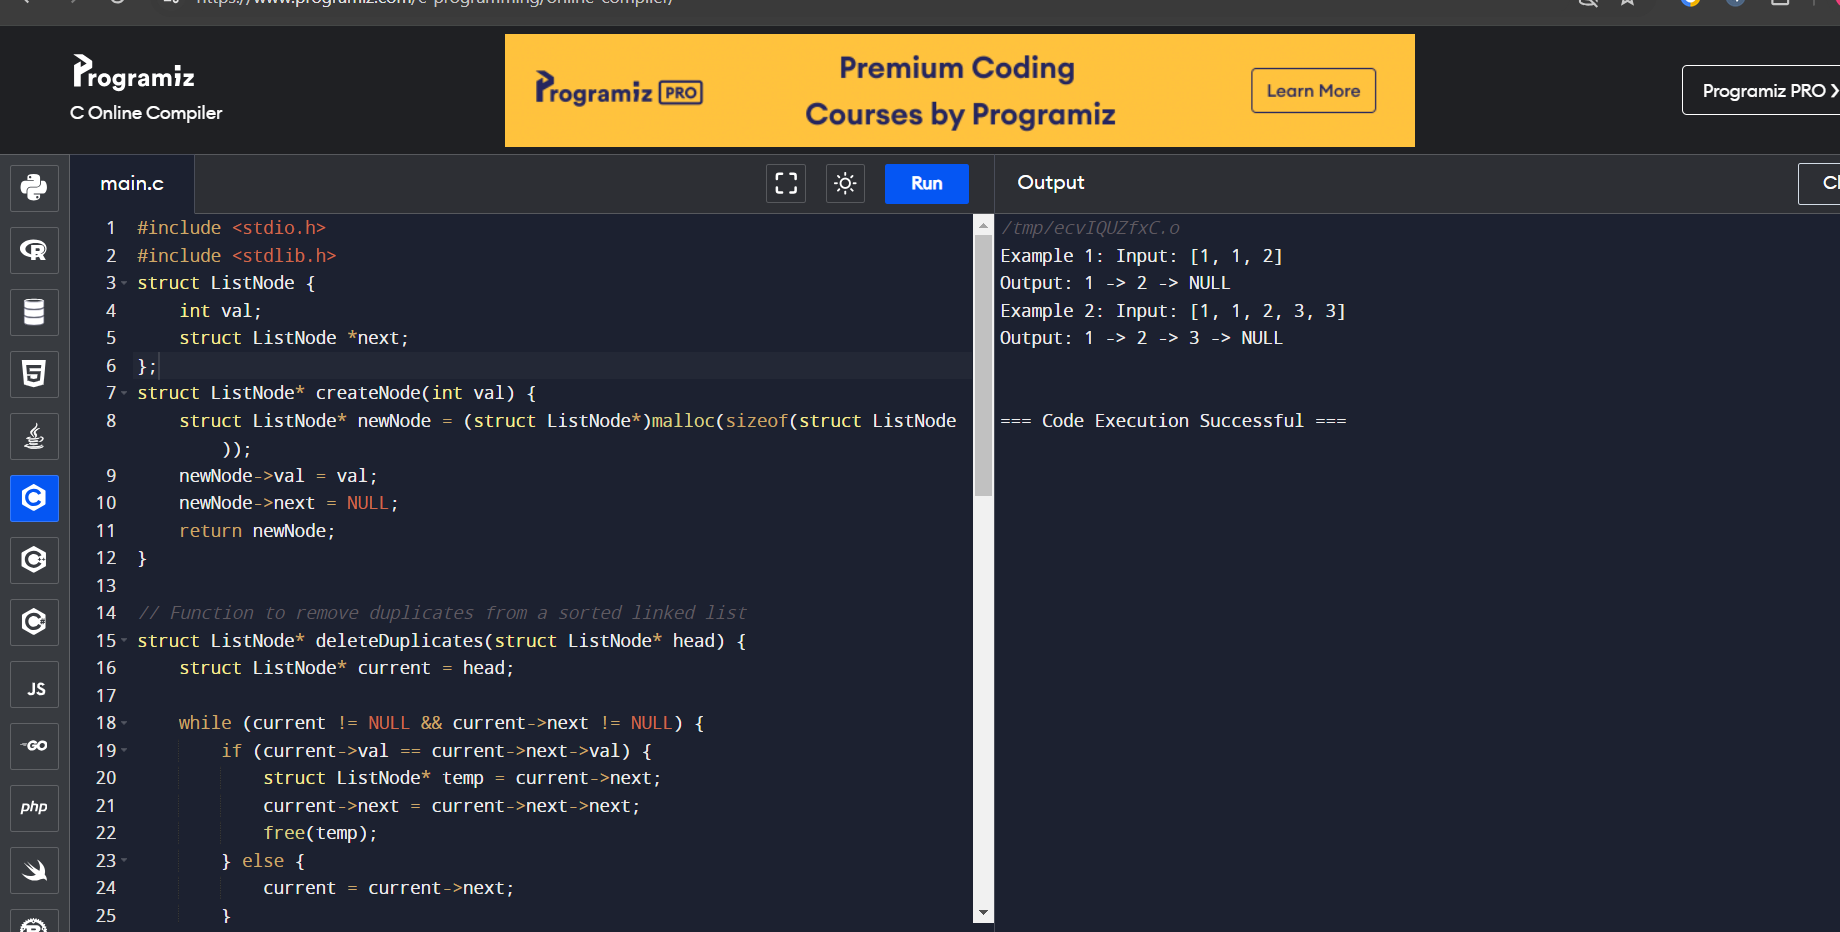 Programiz
C Online Compiler
Programiz PRO
Premium Coding
Courses by Programiz
Learn More
Programiz PRO
main.c
Run
Output
1 #include <stdio.h>
2 #include <stdlib.h>
3 struct ListNode {
4     int val;
5     struct ListNode *next;
6 };
7 struct ListNode* createNode(int val) {
8     struct ListNode* newNode = (struct ListNode*)malloc(sizeof(struct ListNode
));
9     newNode->val = val;
10     newNode->next = NULL;
11     return newNode;
12 }
13
14 // Function to remove duplicates from a sorted linked list
15 struct ListNode* deleteDuplicates(struct ListNode* head) {
16     struct ListNode* current = head;
17
18     while (current != NULL && current->next != NULL) {
19         if (current->val == current->next->val) {
20             struct ListNode* temp = current->next;
21             current->next = current->next->next;
22             free(temp);
23         } else {
24             current = current->next;
25         }
/tmp/ecvIQUZfxC.o
Example 1: Input: [1, 1, 2]
Output: 1 -> 2 -> NULL
Example 2: Input: [1, 1, 2, 3, 3]
Output: 1 -> 2 -> 3 -> NULL
=== Code Execution Successful ===
JS
GO
php